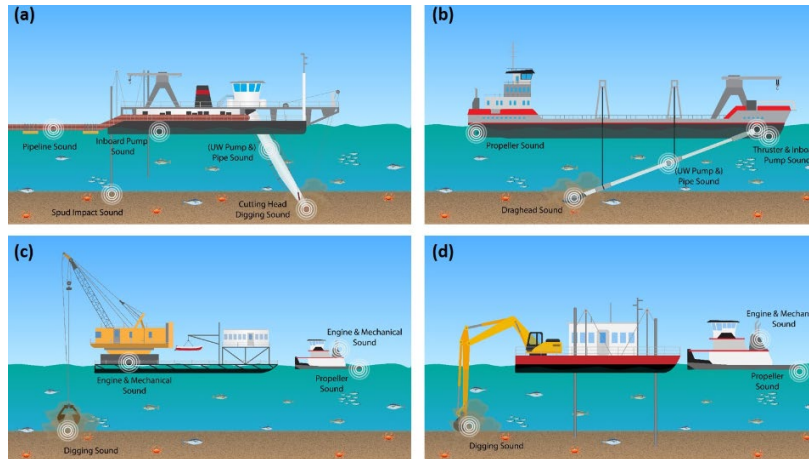 (a)
Pipeline Sound
Inboard Pump
Sound
(UW Pump &)
Pipe Sound
Spud Impact Sound
Cutting Head
Digging Sound
(b)
Propeller Sound
Thruster & Inbo
Pump Sou
(UW Pump &)
Pipe Sound
Draghead Sound
(c)
Engine & Mechanical
Sound
Engine & Mechanical
Sound
Propeller
Sound
Digging Sound
(d)
Engine & Mechan
Sound
Propeller
Sound
Digging Sound